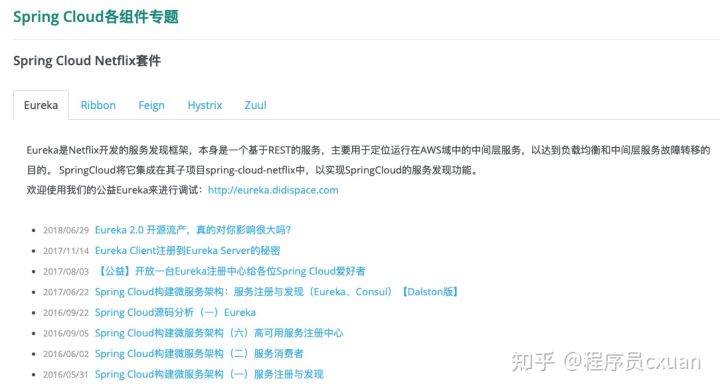 Spring Cloud各组件专题
Spring Cloud Netflix套件
Eureka Ribbon Feign Hystrix Zuul
Eureka是Netflix开发的服务发现框架，本身是一个基于REST的服务，主要用于定位运行在AWS域中的中间层服务，以达到负载均衡和中间层服务故障转移的
目的。 SpringCloud将它集成在其子项目spring-cloud-netflix中，以实现SpringCloud的服务发现功能。
欢迎使用我们的公益Eureka来进行调试：http://eureka.didispace.com
2018/06/29 Eureka 2.0 开源流产，真的对你影响很大吗？
2017/11/14 Eureka Client注册到Eureka Server的秘密
2017/08/03 【公益】开放一台Eureka注册中心给各位Spring Cloud爱好者
2017/06/22 Spring Cloud构建微服务架构：服务注册与发现（Eureka、Consul）【Dalston版】
2016/09/22 Spring Cloud源码分析（一）Eureka
2016/09/05 Spring Cloud构建微服务架构（六）高可用服务注册中心
2016/06/02 Spring Cloud构建微服务架构（二）服务消费者
2016/05/31 Spring Cloud构建微服务架构（一）服务注册与发现
知乎 @程序员cxuan